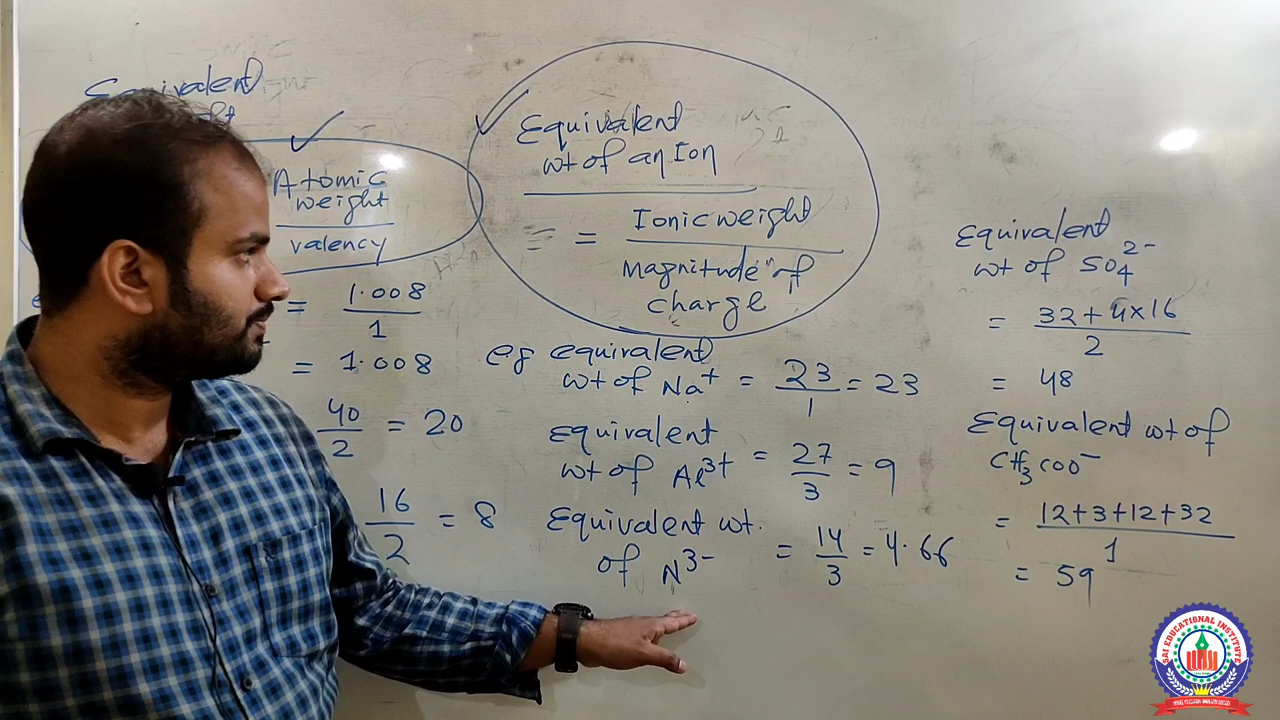 Equivalent
Atomic
weight
valency
= 1.008
1
= 1.008
40 = 20
2
16 = 8
2
Equivalent
wt of an Ion
= Ionic weight
Magnitude of
charge
eg equivalent
wt of Na⁺ = 23 = 23
1
Equivalent
wt of Al³⁺ = 27 = 9
3
Equivalent wt.
of N³⁻ = 14 = 4.66
3
Equivalent
wt of SO₄²⁻
= 32+4×16
2
= 48
Equivalent wt of
CH₃COO⁻
= 12+3+12+32
1
= 59
SAI EDUCATIONAL INSTITUTE